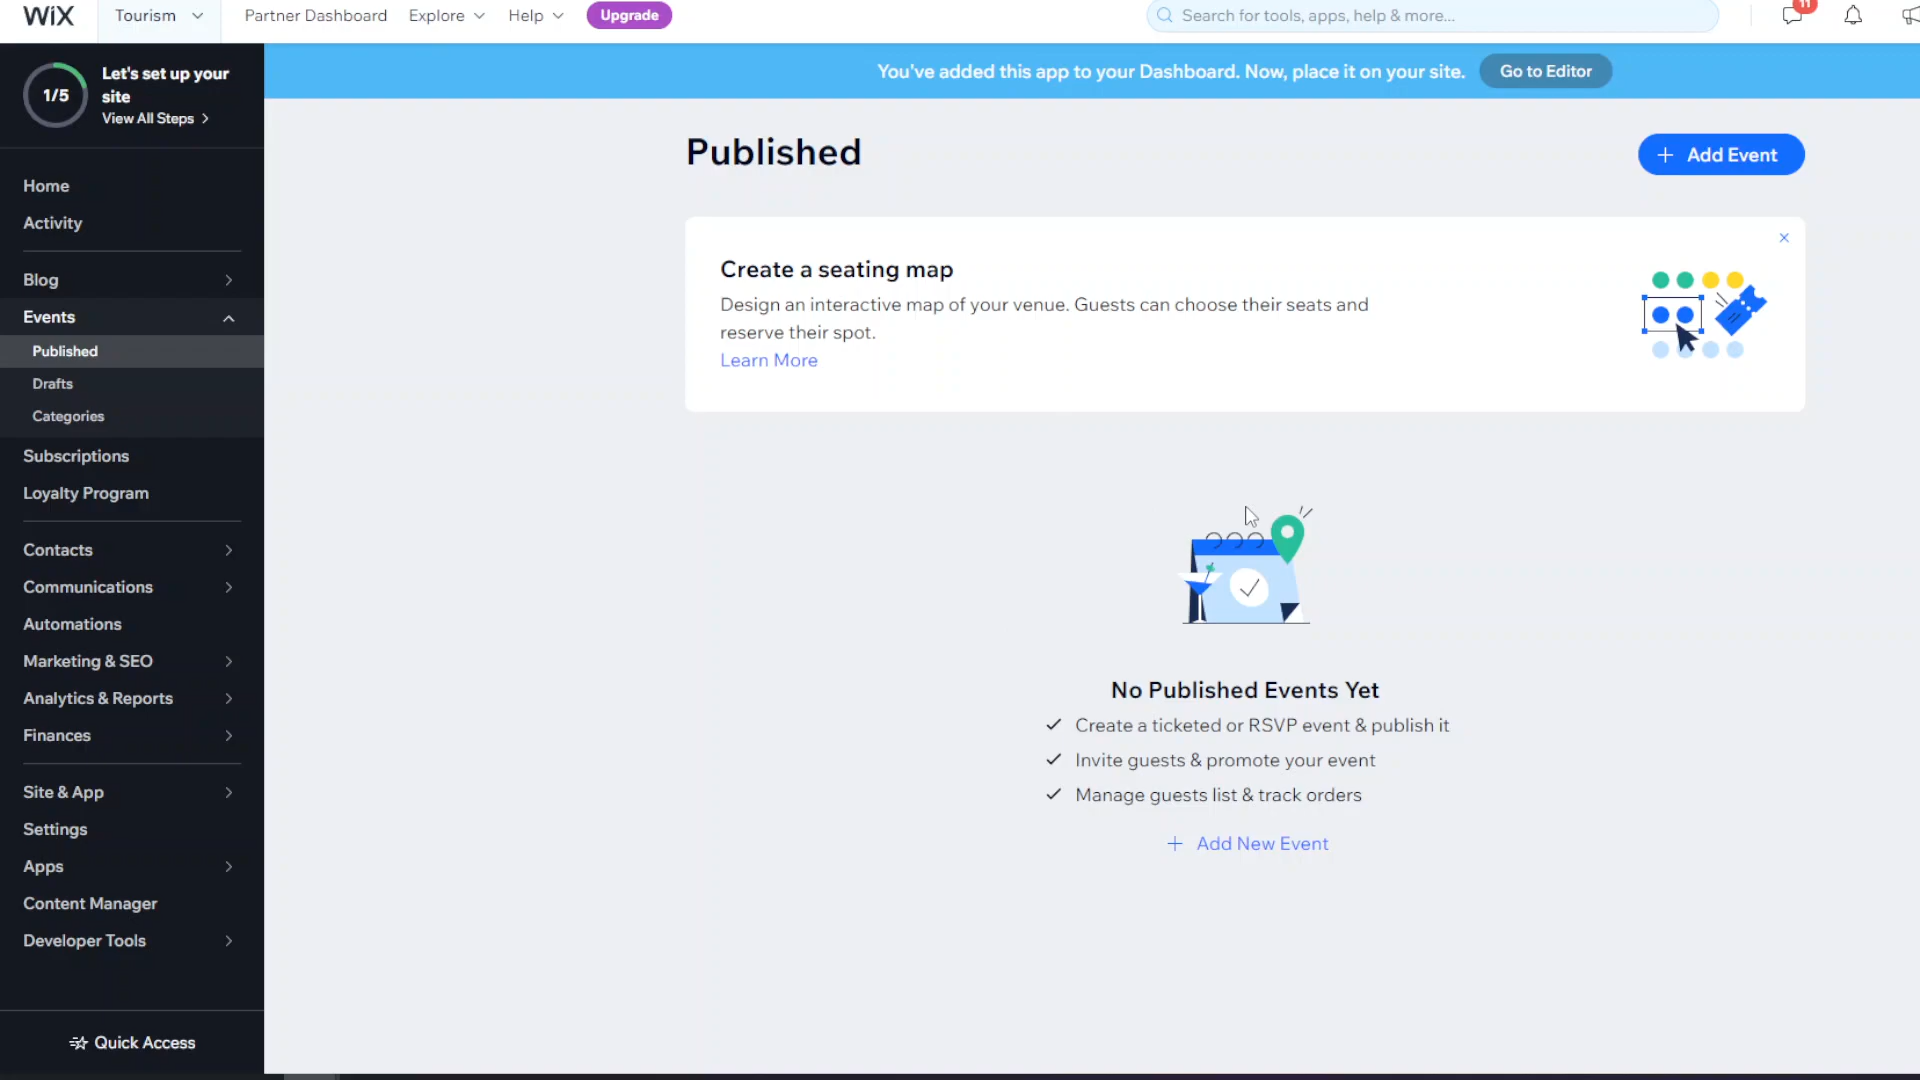 WiX
Tourism
Partner Dashboard
Explore
Help
Upgrade
Search for tools, apps, help & more...
11
1/5
Let's set up your
site
View All Steps
You've added this app to your Dashboard. Now, place it on your site.
Go to Editor
Home
Activity
Blog
Events
Published
Drafts
Categories
Subscriptions
Loyalty Program
Contacts
Communications
Automations
Marketing & SEO
Analytics & Reports
Finances
Site & App
Settings
Apps
Content Manager
Developer Tools
Quick Access
Published
Add Event
Create a seating map
Design an interactive map of your venue. Guests can choose their seats and
reserve their spot.
Learn More
No Published Events Yet
Create a ticketed or RSVP event & publish it
Invite guests & promote your event
Manage guests list & track orders
Add New Event